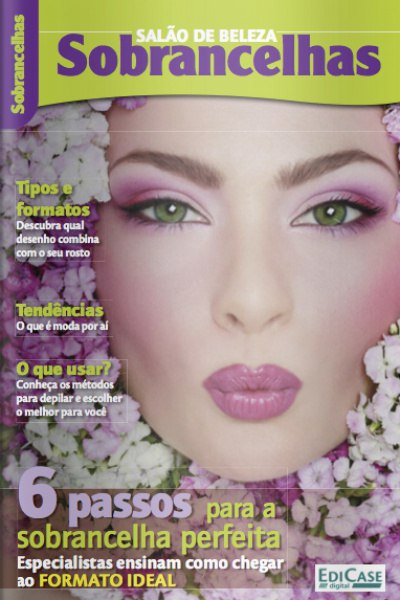 Sobrancelhas
SALÃO DE BELEZA
Sobrancelhas
Tipos e
formatos
Descubra qual
desenho combina
com o seu rosto
Tendências
O que é moda por aí
O que usar?
Conheça os métodos
para depilar e escolher
o melhor para você
6 passos para a
sobrancelha perfeita
Especialistas ensinam como chegar
ao FORMATO IDEAL
EDICASE
digital